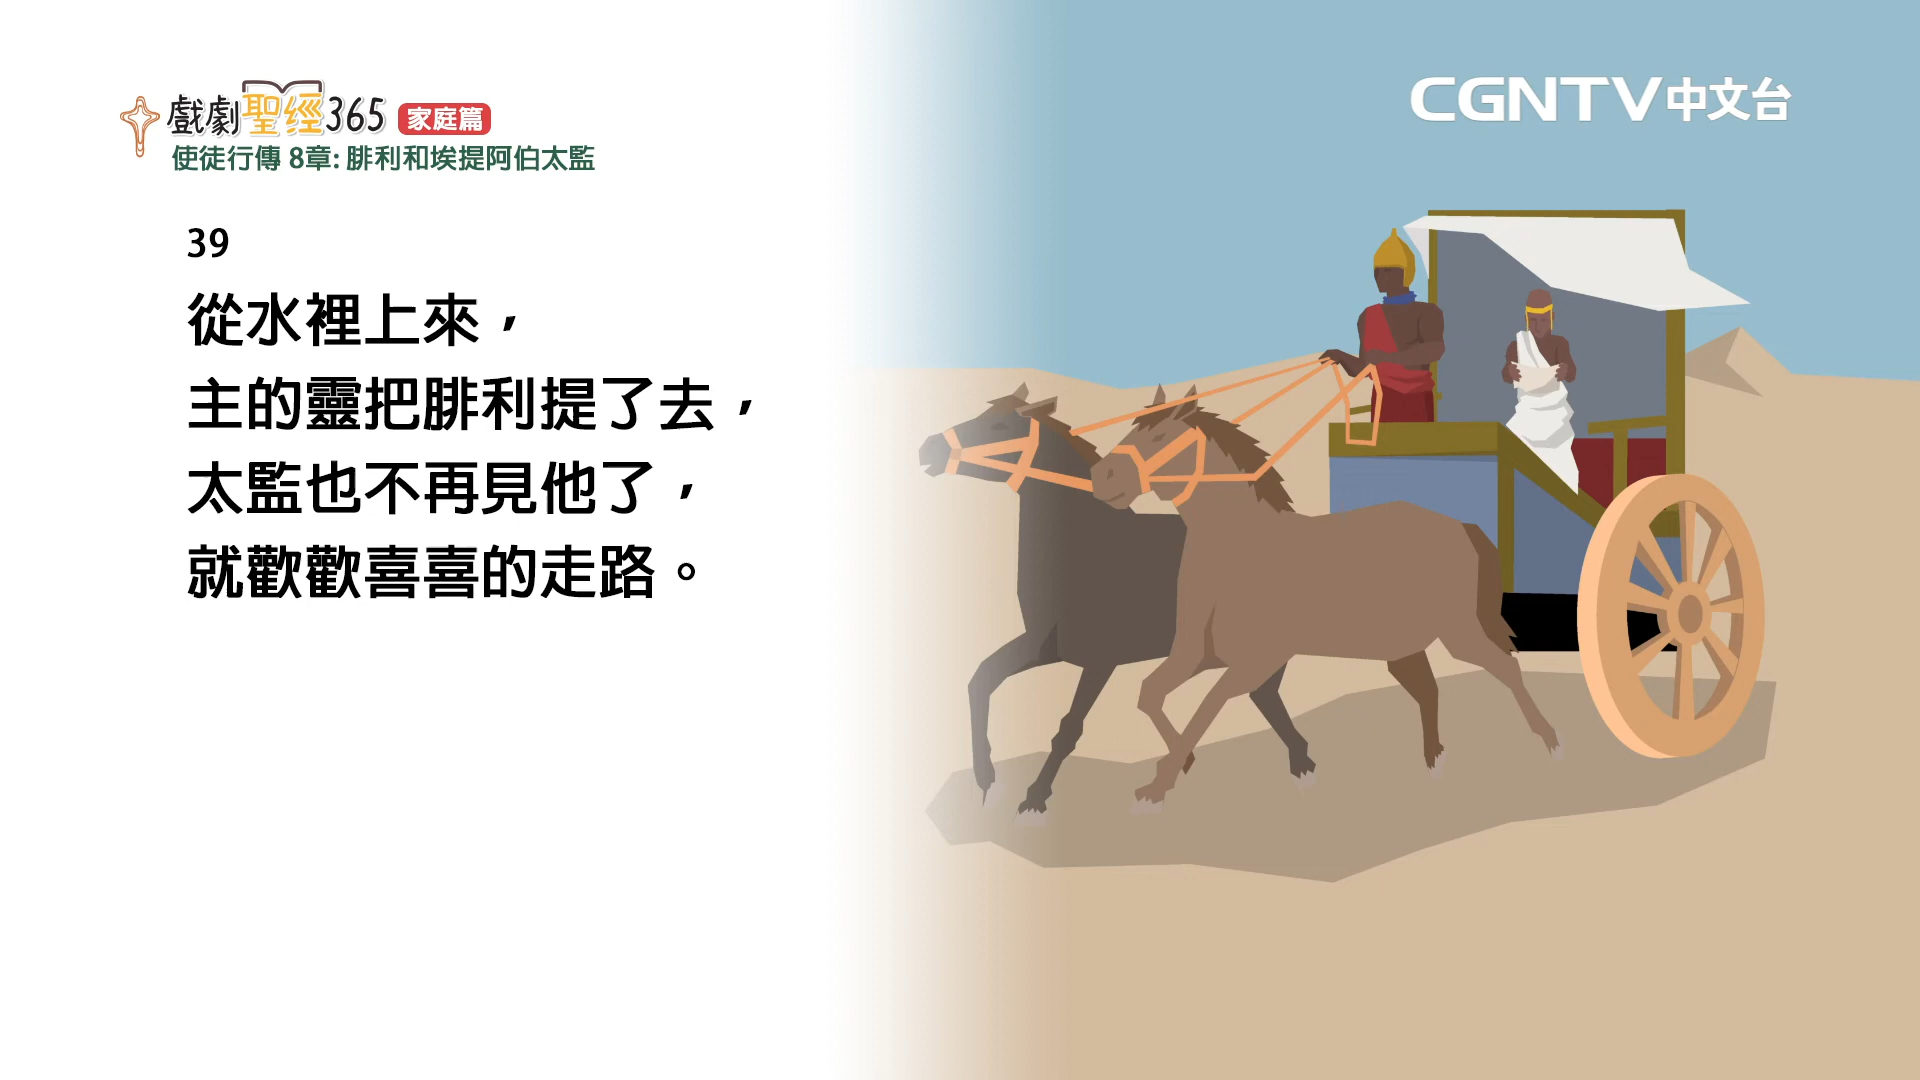 戲劇聖經365 家庭篇
CGNTV中文台
使徒行傳 8章: 腓利和埃提阿伯太監
39
從水裡上來，
主的靈把腓利提了去，
太監也不再見他了，
就歡歡喜喜的走路。